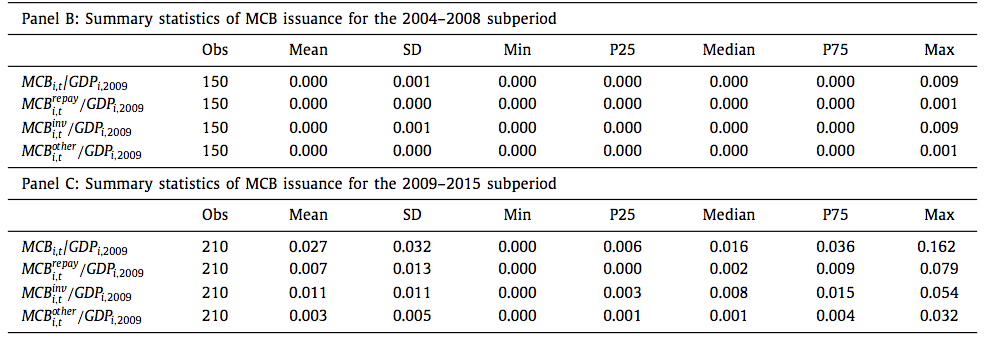 Panel B: Summary statistics of MCB issuance for the 2004–2008 subperiod
Obs Mean SD Min P25 Median P75 Max
MCB_{i,t}/GDP_{i,2009} 150 0.000 0.001 0.000 0.000 0.000 0.000 0.009
MCB^{repay}_{i,t}/GDP_{i,2009} 150 0.000 0.000 0.000 0.000 0.000 0.000 0.001
MCB^{inv}_{i,t}/GDP_{i,2009} 150 0.000 0.001 0.000 0.000 0.000 0.000 0.009
MCB^{other}_{i,t}/GDP_{i,2009} 150 0.000 0.000 0.000 0.000 0.000 0.000 0.001
Panel C: Summary statistics of MCB issuance for the 2009–2015 subperiod
Obs Mean SD Min P25 Median P75 Max
MCB_{i,t}/GDP_{i,2009} 210 0.027 0.032 0.000 0.006 0.016 0.036 0.162
MCB^{repay}_{i,t}/GDP_{i,2009} 210 0.007 0.013 0.000 0.000 0.002 0.009 0.079
MCB^{inv}_{i,t}/GDP_{i,2009} 210 0.011 0.011 0.000 0.003 0.008 0.015 0.054
MCB^{other}_{i,t}/GDP_{i,2009} 210 0.003 0.005 0.000 0.001 0.001 0.004 0.032